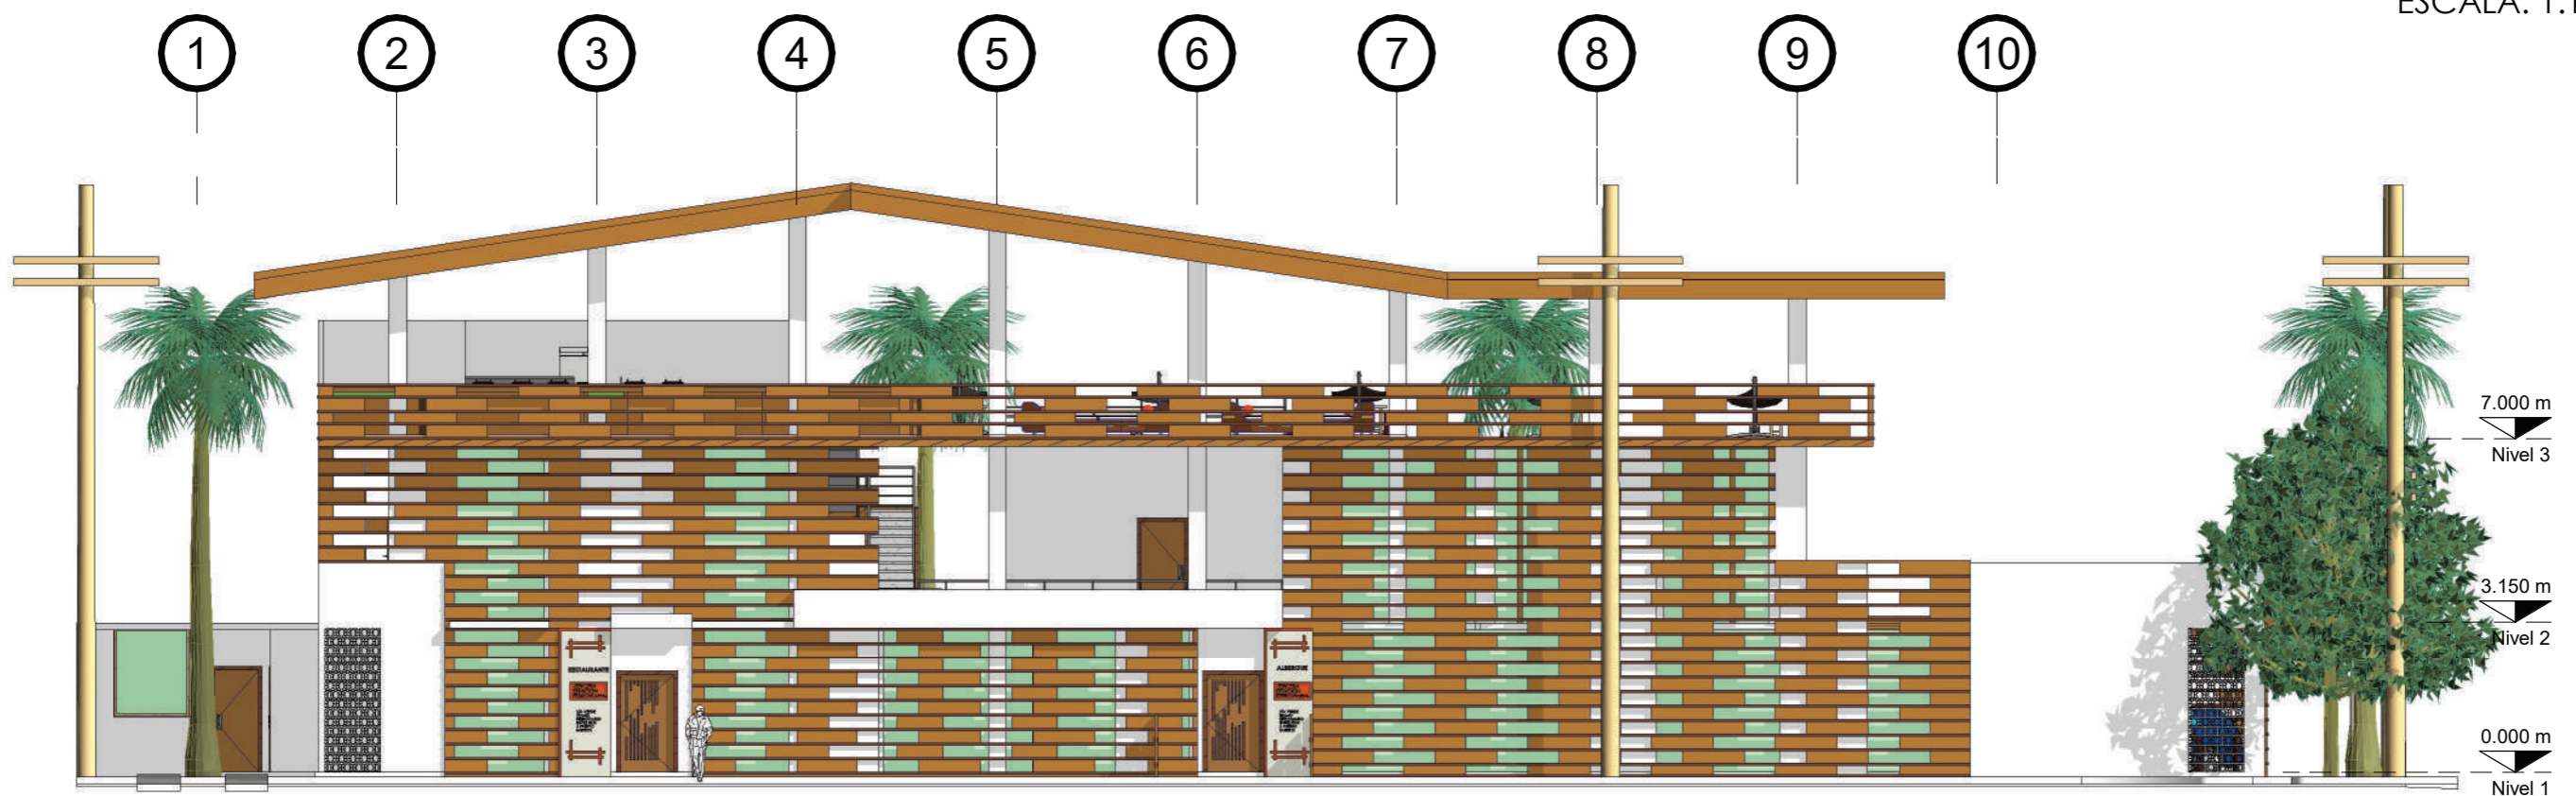 ESCALA: 1:1
1 2 3 4 5 6 7 8 9 10
7.000 m
Nivel 3
3.150 m
Nivel 2
RESTAURANTE
ALBERGUE
0.000 m
Nivel 1